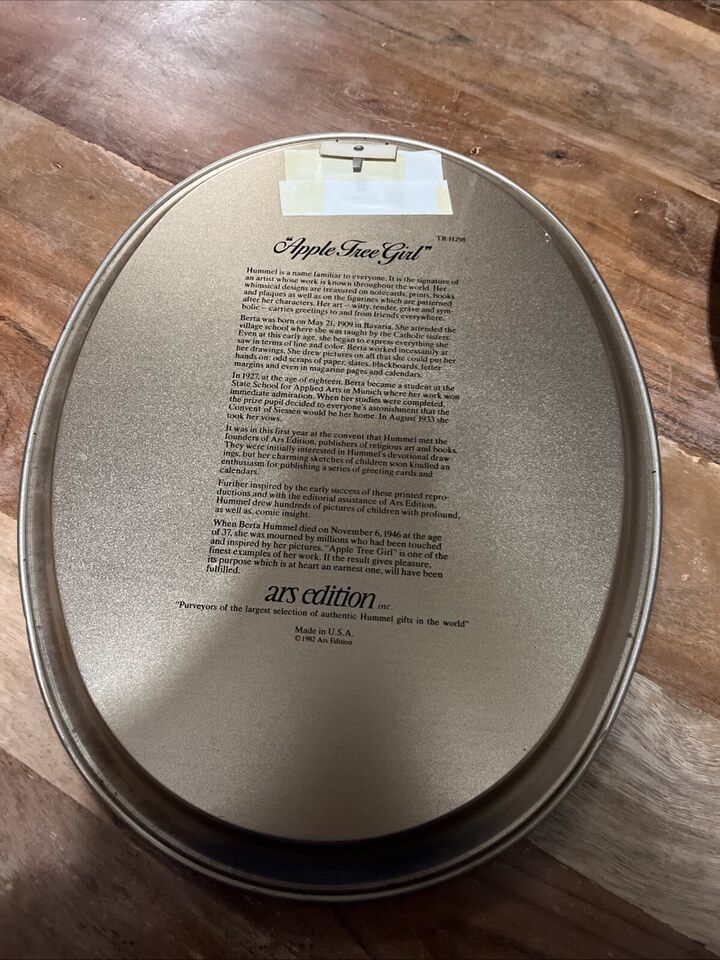 TR-H298
“Apple Tree Girl”
Hummel is a name familiar to everyone. It is the signature of
an artist whose work is known throughout the world. Her
whimsical designs are treasured on notecards, prints, books
and plaques as well as on the figurines which are patterned
after her characters. Her art – witty, tender, grave and sym-
bolic – carries greetings to and from friends everywhere.
Berta was born on May 21, 1909 in Bavaria. She attended the
village school where she was taught by the Catholic sisters.
Even at this early age, she began to express everything she
saw in terms of line and color. Berta worked incessantly at
her drawings. She drew pictures on all that she could put her
hands on: odd scraps of paper, slates, blackboards, letter
margins and even in magazine pages and calendars.
In 1927, at the age of eighteen, Berta became a student at the
State School for Applied Arts in Munich where her work won
immediate admiration. When her studies were completed,
the prize pupil decided to everyone's astonishment that the
Convent of Siessen would be her home. In August 1933 she
took her vows.
It was in this first year at the convent that Hummel met the
founders of Ars Edition, publishers of religious art and books.
They were initially interested in Hummel's devotional draw-
ings, but her charming sketches of children soon kindled an
enthusiasm for publishing a series of greeting cards and
calendars.
Further inspired by the early success of these printed repro-
ductions and with the editorial assistance of Ars Edition,
Hummel drew hundreds of pictures of children with profound,
as well as, comic insight.
When Berta Hummel died on November 6, 1946 at the age
of 37, she was mourned by millions who had been touched
and inspired by her pictures. "Apple Tree Girl" is one of the
finest examples of her work. If the result gives pleasure,
its purpose which is at heart an earnest one, will have been
fulfilled.
ars edition inc.
"Purveyors of the largest selection of authentic Hummel gifts in the world"
Made in U.S.A.
© 1982 Ars Edition